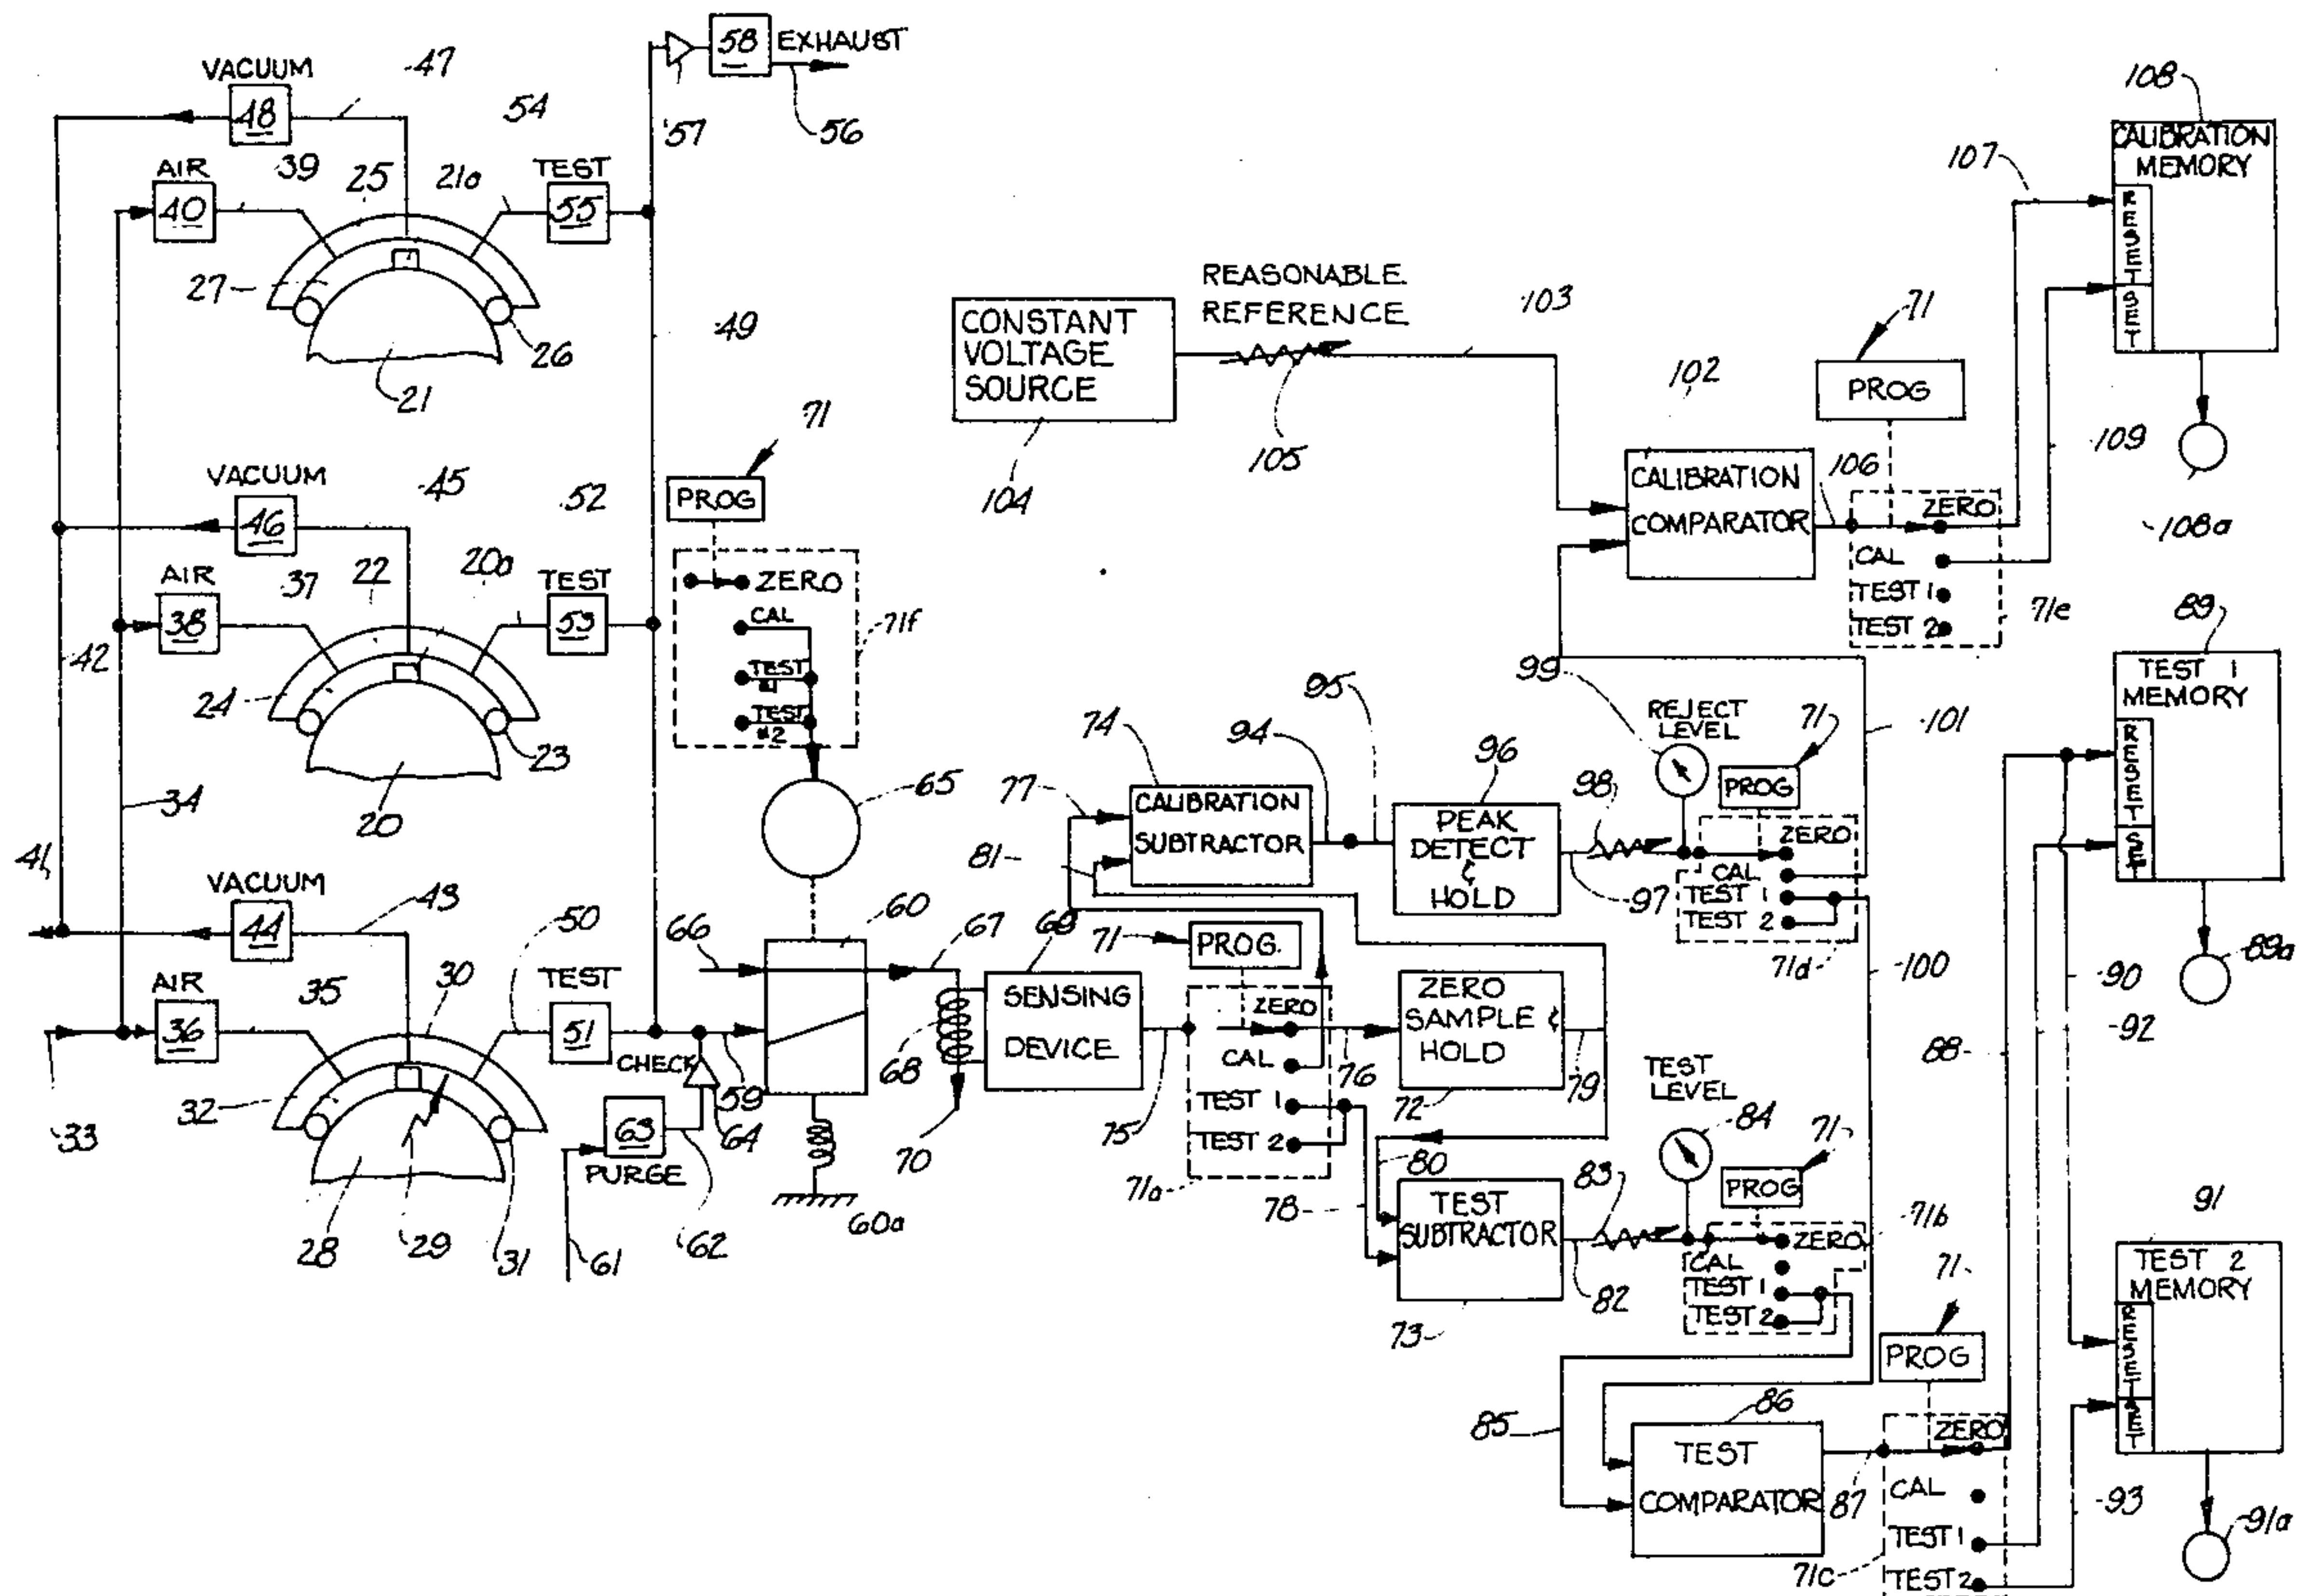 58
EXHAUST
57
56
VACUUM
47
48
54
39
AIR
25
21a
TEST
40
55
27
26
21
49
VACUUM
45
52
46
AIR
37
22
20a
TEST
38
53
42
24
23
34
20
41
VACUUM
43
44
50
AIR
35
30
TEST
36
51
CHECK
59
33
32
63
64
PURGE
28
29
31
61
62
71
PROG
ZERO
CAL
TEST #1
TEST #2
71f
65
60
66
67
69
SENSING
DEVICE
68
70
75
60a
CONSTANT
VOLTAGE
SOURCE
104
REASONABLE
REFERENCE
103
105
102
CALIBRATION
COMPARATOR
106
71
PROG
ZERO
CAL
TEST 1
TEST 2
71e
107
109
108
CALIBRATION
MEMORY
RESET
SET
108a
74
77
CALIBRATION
SUBTRACTOR
81
94
95
96
PEAK
DETECT
&
HOLD
97
98
99
REJECT
LEVEL
71
PROG
ZERO
CAL
TEST 1
TEST 2
71d
101
100
71
PROG.
ZERO
CAL
TEST 1
TEST 2
71a
76
ZERO
SAMPLE &
HOLD
72
79
78
80
TEST
SUBTRACTOR
73
82
83
TEST
LEVEL
84
71
PROG
ZERO
CAL
TEST 1
TEST 2
71b
85
86
TEST
COMPARATOR
87
71
PROG
ZERO
CAL
TEST 1
TEST 2
71c
88
90
92
93
89
TEST 1
MEMORY
RESET
SET
89a
91
TEST 2
MEMORY
RESET
SET
91a